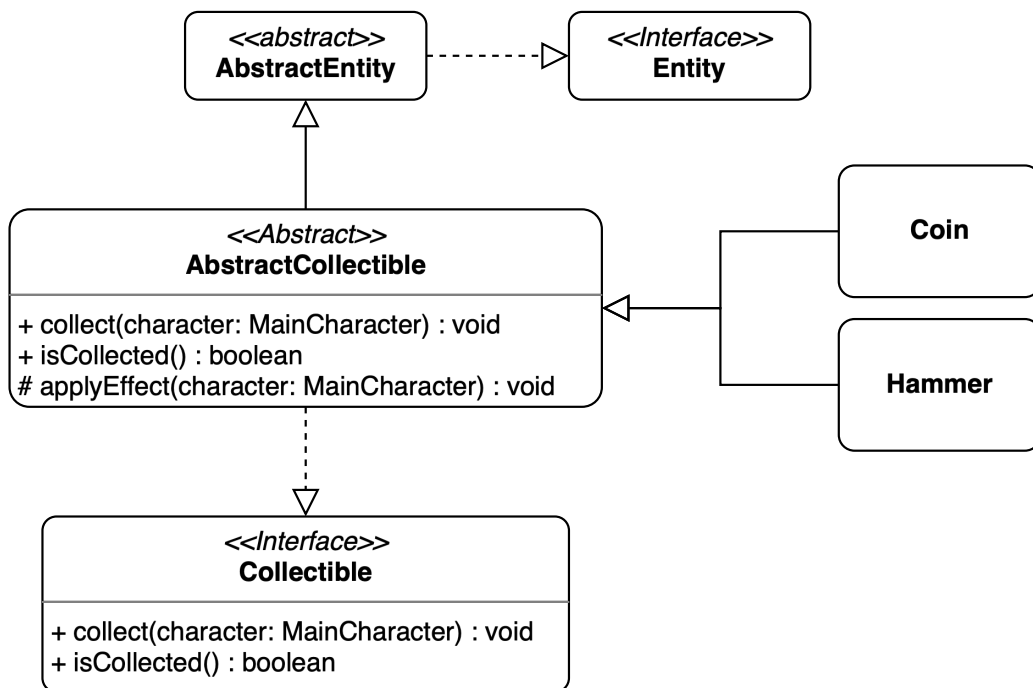 <<abstract>>
AbstractEntity
<<Interface>>
Entity
<<Abstract>>
AbstractCollectible
+ collect(character: MainCharacter) : void
+ isCollected() : boolean
# applyEffect(character: MainCharacter) : void
Coin
Hammer
<<Interface>>
Collectible
+ collect(character: MainCharacter) : void
+ isCollected() : boolean